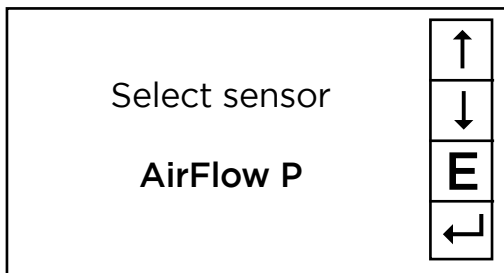 Select sensor
AirFlow P
↑
↓
E
↵